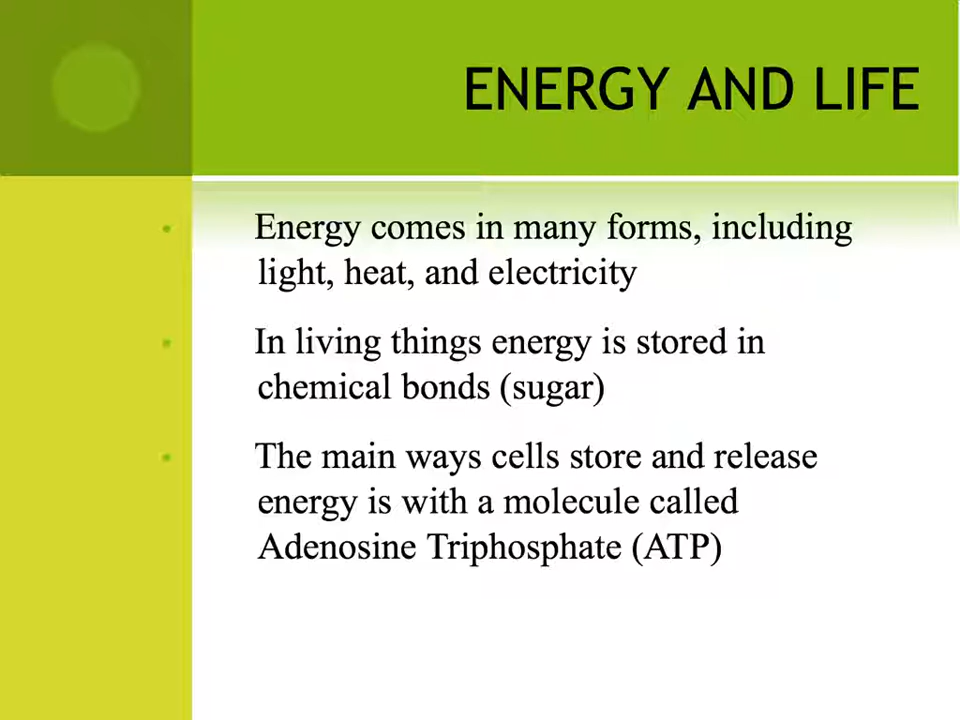 ENERGY AND LIFE
• Energy comes in many forms, including
light, heat, and electricity
• In living things energy is stored in
chemical bonds (sugar)
• The main ways cells store and release
energy is with a molecule called
Adenosine Triphosphate (ATP)